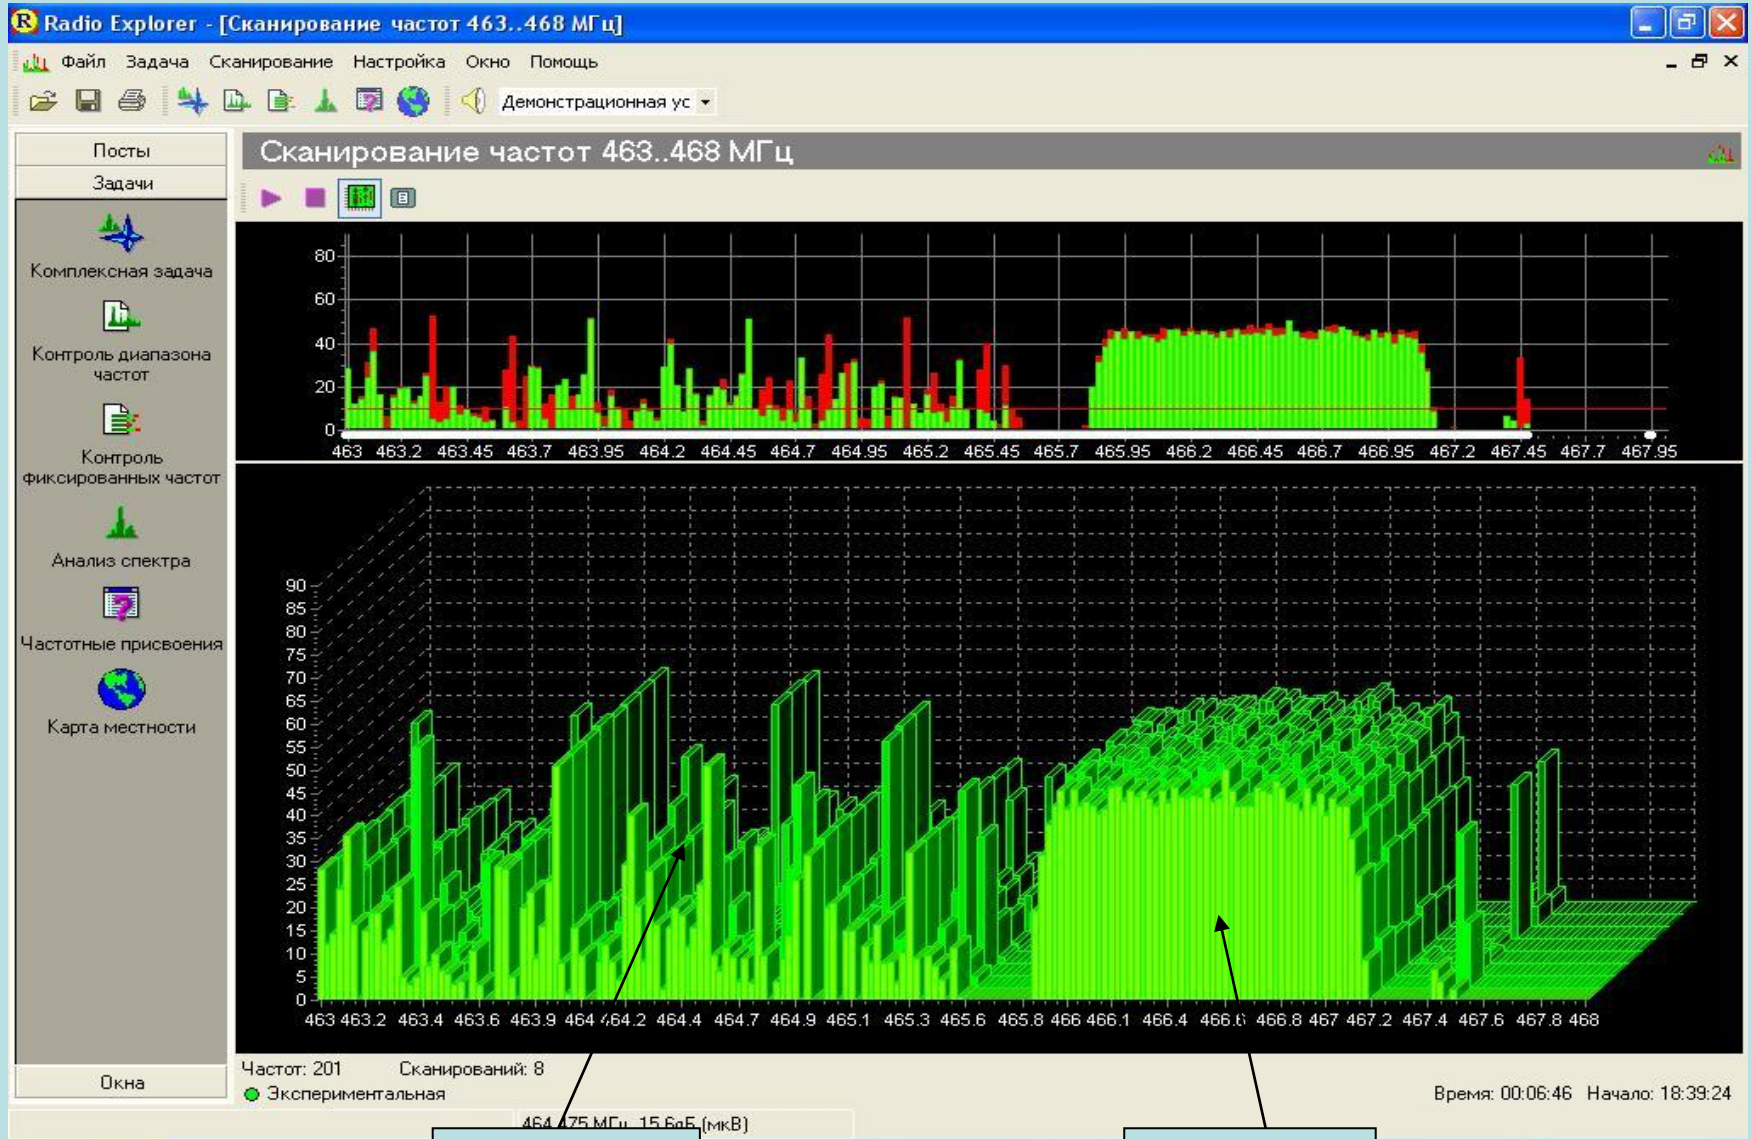 Radio Explorer - [Сканирование частот 463..468 МГц]
Файл Задача Сканирование Настройка Окно Помощь
Демонстрационная ус
Посты
Задачи
Комплексная задача
Контроль диапазона
частот
Контроль
фиксированных частот
Анализ спектра
Частотные присвоения
Карта местности
Окна
Сканирование частот 463..468 МГц
80
60
40
20
0
463 463.2 463.45 463.7 463.95 464.2 464.45 464.7 464.95 465.2 465.45 465.7 465.95 466.2 466.45 466.7 466.95 467.2 467.45 467.7 467.95
90
85
80
75
70
65
60
55
50
45
40
35
30
25
20
15
10
5
0
463 463.2 463.4 463.6 463.9 464 464.2 464.4 464.7 464.9 465.1 465.3 465.6 465.8 466 466.1 466.4 466.6 466.8 467 467.2 467.4 467.6 467.8 468
Частот: 201 Сканирований: 8
Экспериментальная
Время: 00:06:46 Начало: 18:39:24
464,475 МГц 15,6дБ (мкВ)